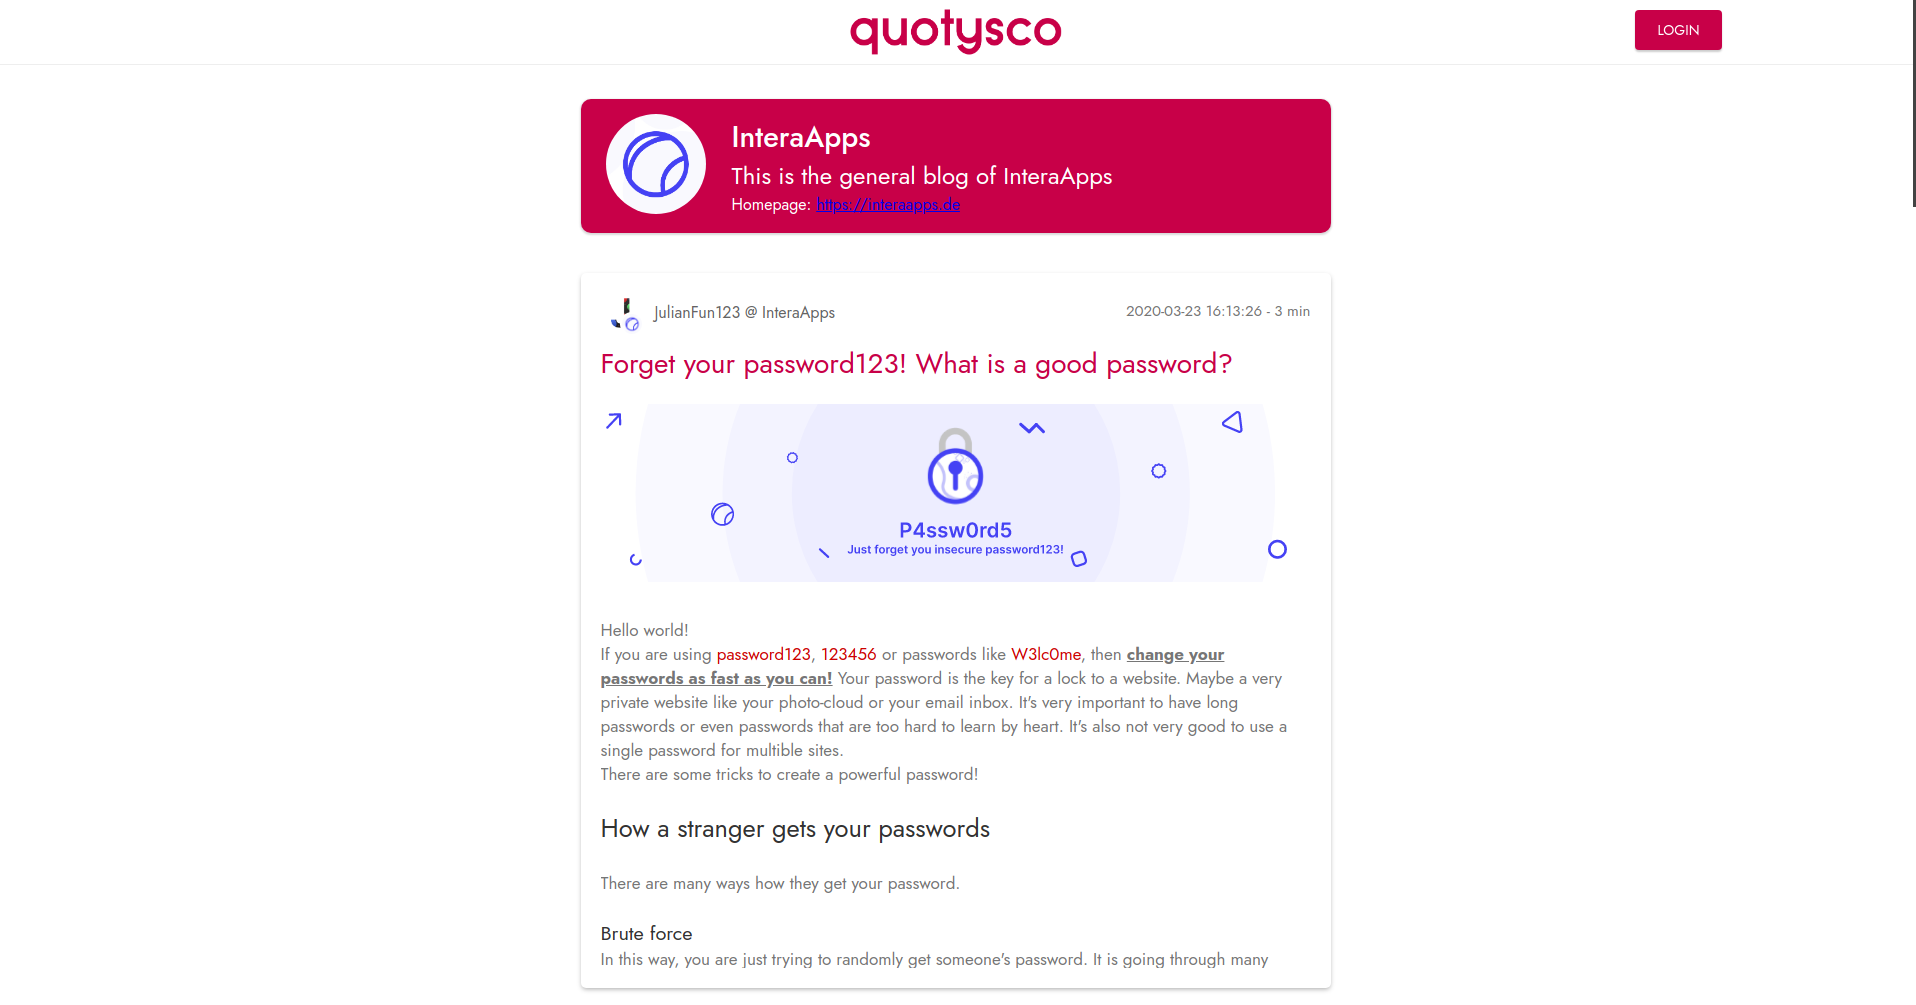 quotysco
LOGIN
InteraApps
This is the general blog of InteraApps
Homepage: https://interaapps.de
JulianFun123 @ InteraApps
2020-03-23 16:13:26 - 3 min
Forget your password123! What is a good password?
P4ssw0rd5
Just forget you insecure password123!
Hello world!
If you are using password123, 123456 or passwords like W3lc0me, then change your
passwords as fast as you can! Your password is the key for a lock to a website. Maybe a very
private website like your photo-cloud or your email inbox. It's very important to have long
passwords or even passwords that are too hard to learn by heart. It's also not very good to use a
single password for multible sites.
There are some tricks to create a powerful password!
How a stranger gets your passwords
There are many ways how they get your password.
Brute force
In this way, you are just trying to randomly get someone's password. It is going through many